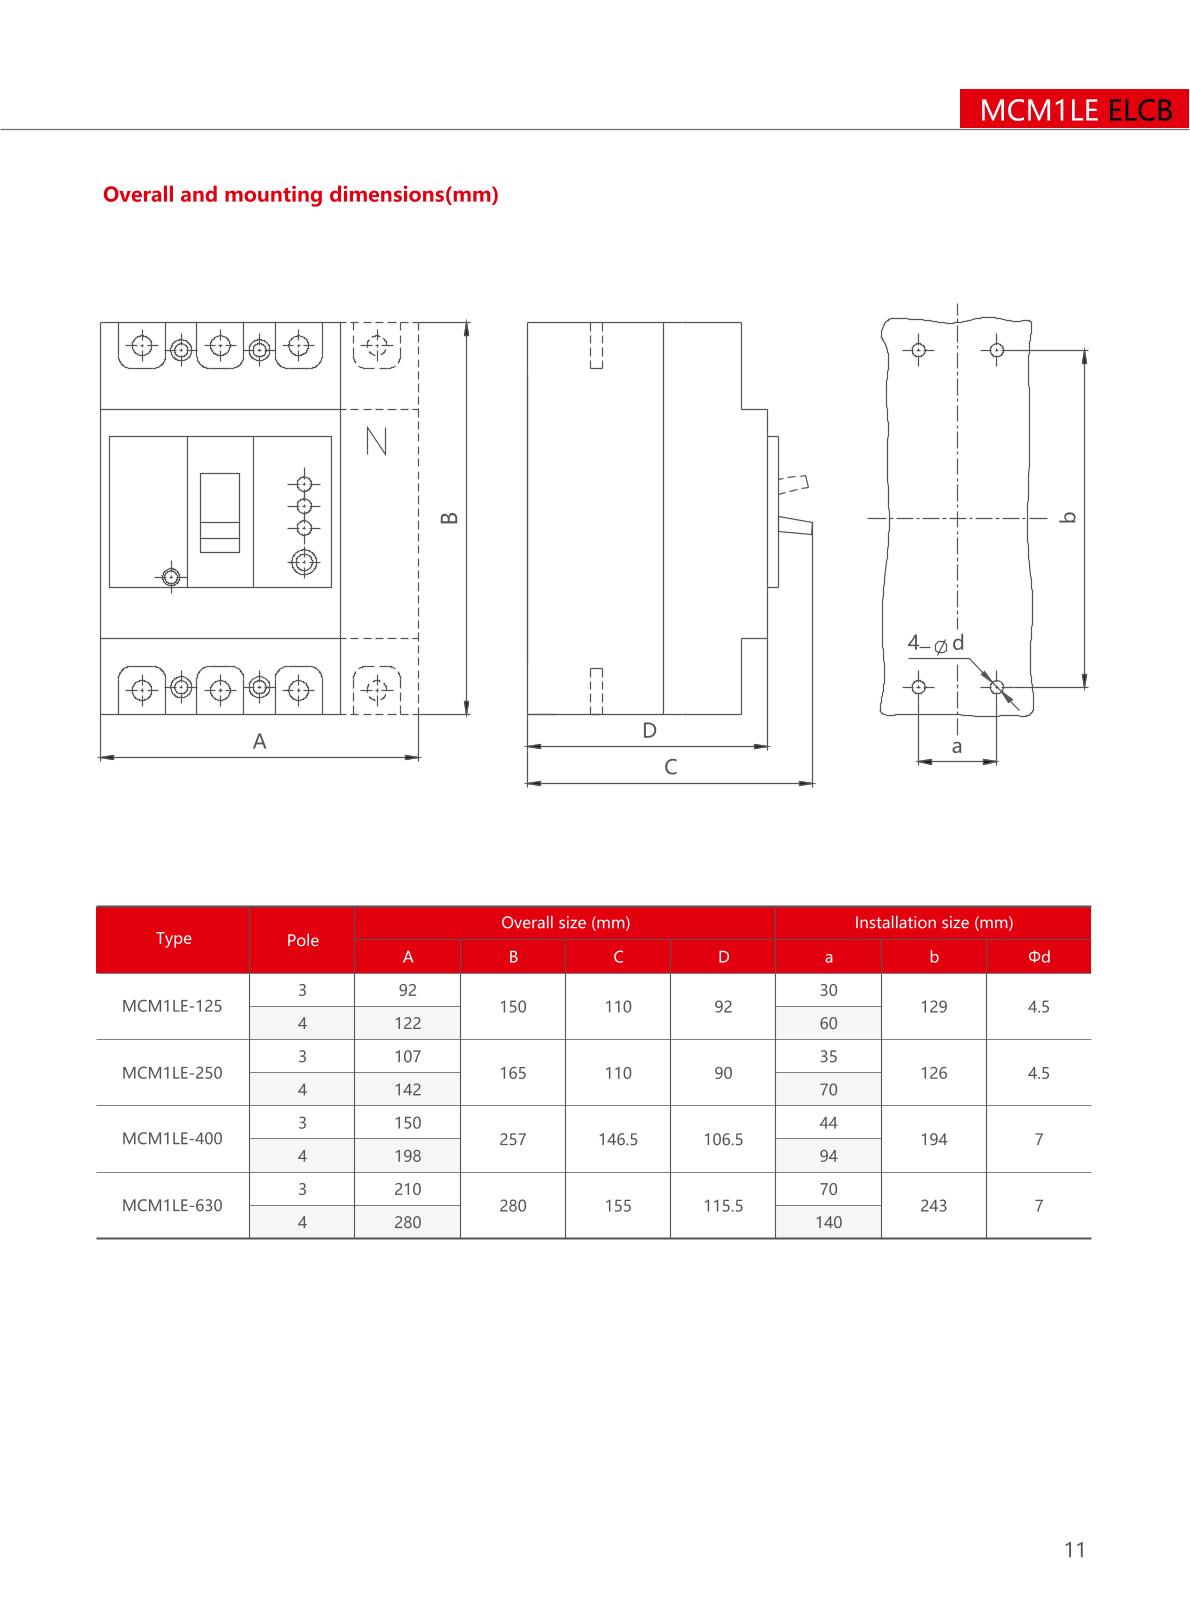 MCM1LE ELCB
Overall and mounting dimensions(mm)
N
B
A
D
C
b
4–⌀d
a
Type Pole Overall size (mm) Installation size (mm)
A B C D a b Φd
MCM1LE-125 3 92 150 110 92 30 129 4.5
4 122 60
MCM1LE-250 3 107 165 110 90 35 126 4.5
4 142 70
MCM1LE-400 3 150 257 146.5 106.5 44 194 7
4 198 94
MCM1LE-630 3 210 280 155 115.5 70 243 7
4 280 140
11